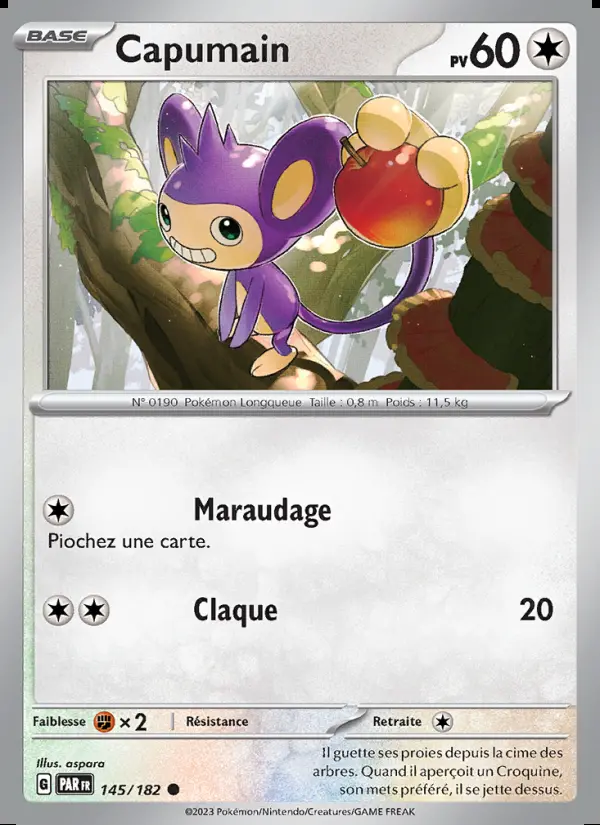 BASE
Capumain
PV 60
N° 0190 Pokémon Longqueue Taille : 0,8 m Poids : 11,5 kg
Maraudage
Piochez une carte.
Claque 20
Faiblesse ×2 Résistance Retraite
Illus. aspara
G PAR FR 145/182
Il guette ses proies depuis la cime des
arbres. Quand il aperçoit un Croquine,
son mets préféré, il se jette dessus.
©2023 Pokémon/Nintendo/Creatures/GAME FREAK